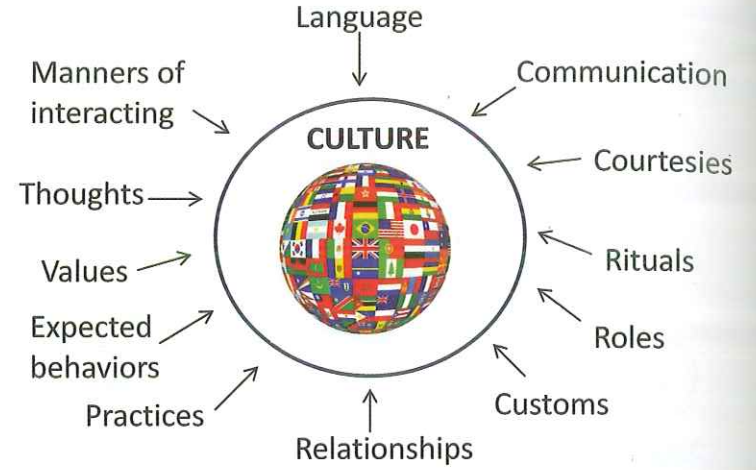 Language
Communication
Manners of
interacting
CULTURE
Courtesies
Thoughts
Rituals
Values
Expected
behaviors
Roles
Customs
Practices
Relationships